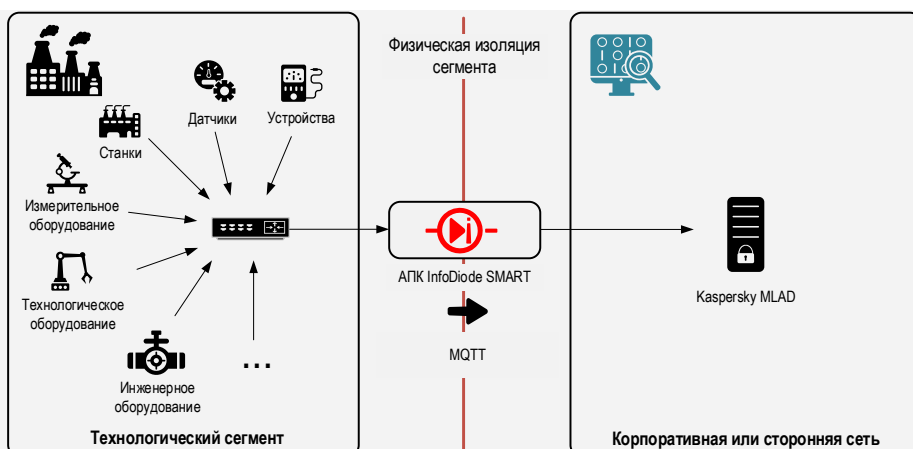 Физическая изоляция
сегмента
Датчики
Устройства
Станки
Измерительное
оборудование
Технологическое
оборудование
Инженерное
оборудование
...
Технологический сегмент
АПК InfoDiode SMART
MQTT
Kaspersky MLAD
Корпоративная или сторонняя сеть